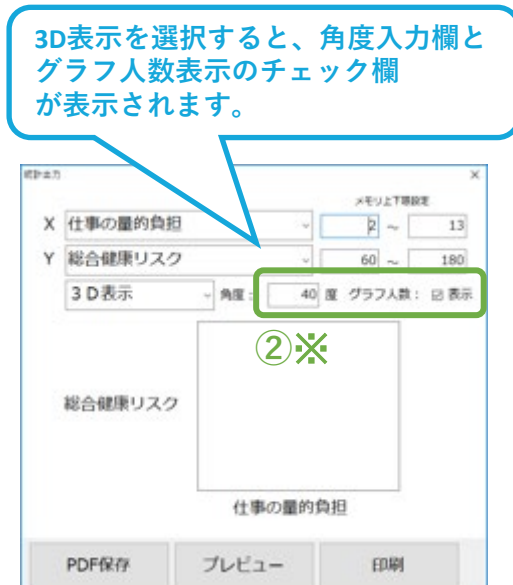 3D表示を選択すると、角度入力欄と
グラフ人数表示のチェック欄
が表示されます。
統計出力 ×
メモリ上下限設定
X 仕事の量的負担 2 ～ 13
Y 総合健康リスク 60 ～ 180
3D表示 角度: 40 度 グラフ人数: 表示
②※
総合健康リスク
仕事の量的負担
PDF保存 プレビュー 印刷